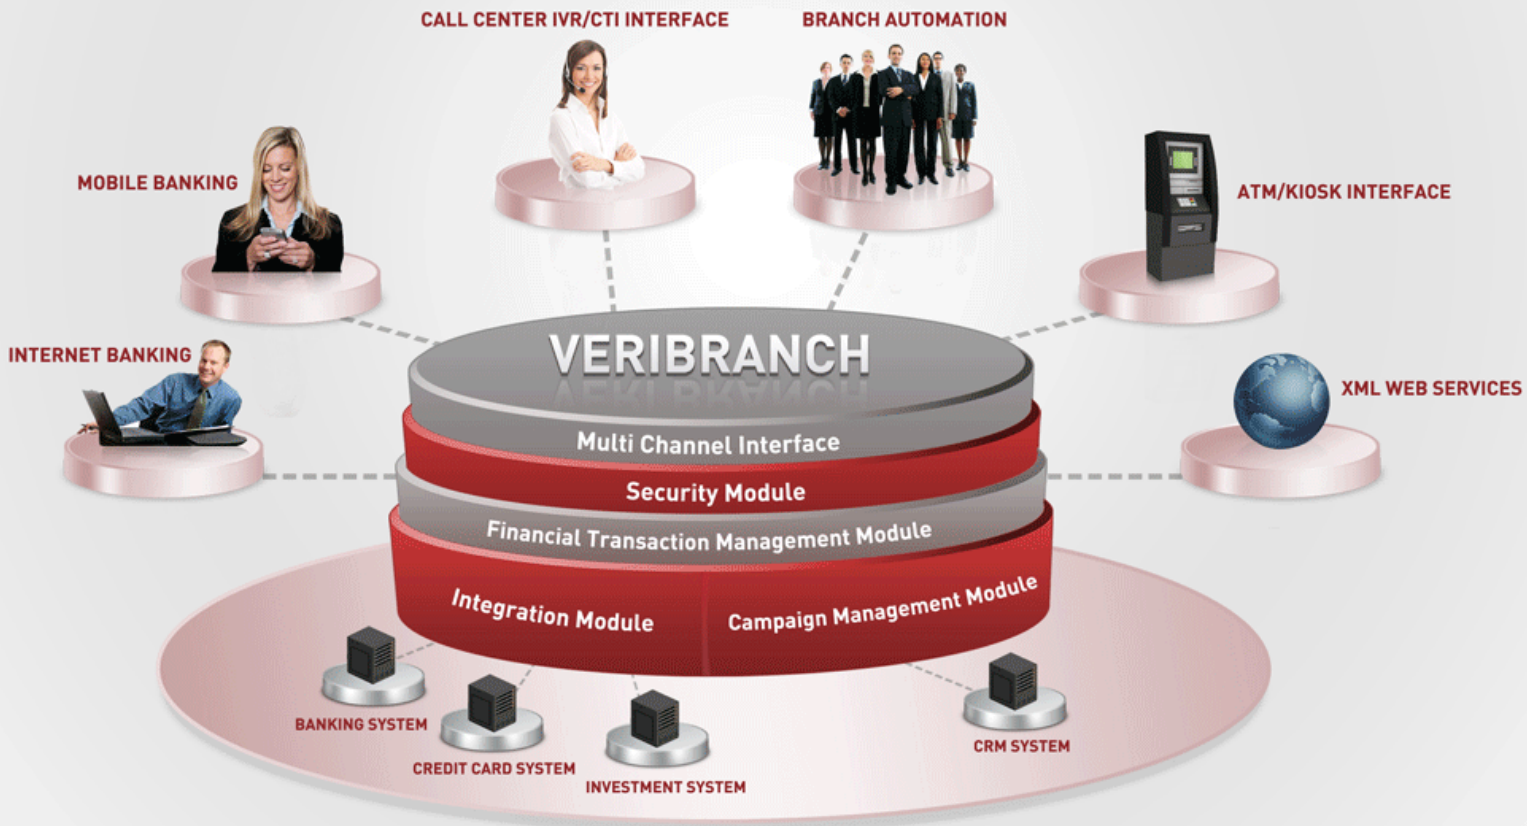 CALL CENTER IVR/CTI INTERFACE
BRANCH AUTOMATION
MOBILE BANKING
ATM/KIOSK INTERFACE
INTERNET BANKING
XML WEB SERVICES
VERIBRANCH
Multi Channel Interface
Security Module
Financial Transaction Management Module
Integration Module
Campaign Management Module
BANKING SYSTEM
CREDIT CARD SYSTEM
INVESTMENT SYSTEM
CRM SYSTEM